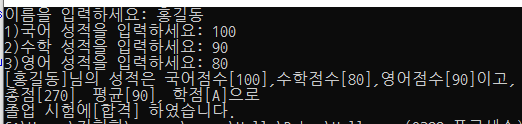 이름을 입력하세요: 홍길동
1)국어 성적을 입력하세요: 100
2)수학 성적을 입력하세요: 90
3)영어 성적을 입력하세요: 80
[홍길동]님의 성적은 국어점수[100],수학점수[80],영어점수[90]이고,
총점[270], 평균[90], 학점[A]으로
졸입 시험에[합격] 하였습니다.